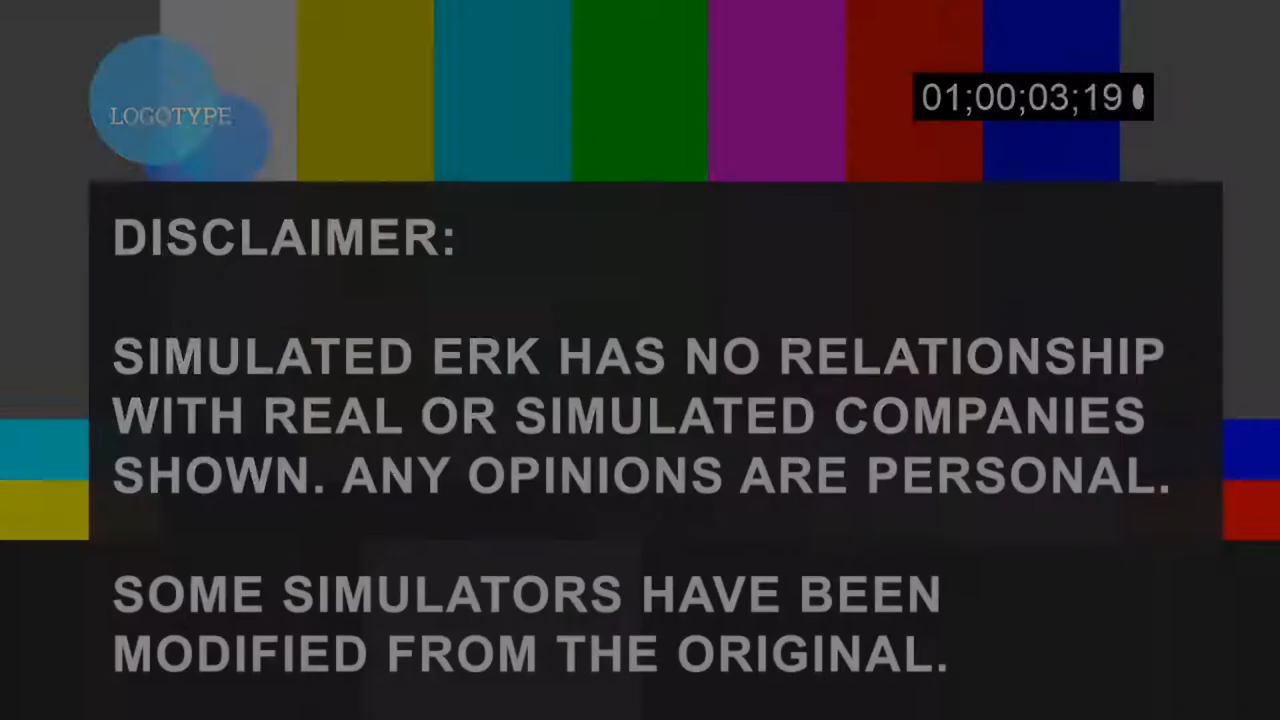 LOGOTYPE
01;00;03;19
DISCLAIMER:
SIMULATED ERK HAS NO RELATIONSHIP
WITH REAL OR SIMULATED COMPANIES
SHOWN. ANY OPINIONS ARE PERSONAL.
SOME SIMULATORS HAVE BEEN
MODIFIED FROM THE ORIGINAL.